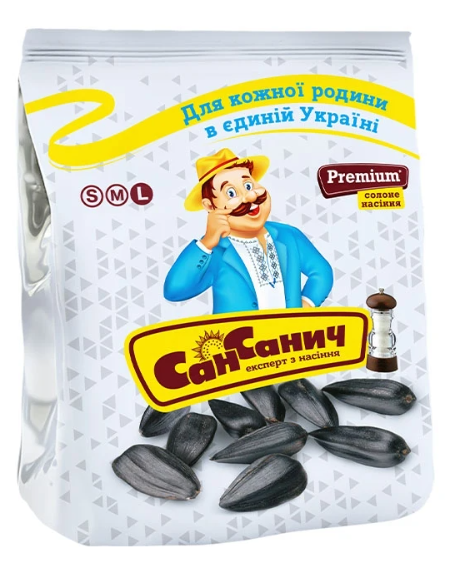 Для кожної родини
в єдиній Україні
Premium®
солоне
насіння
S M L
СанСанич
експерт з насіння